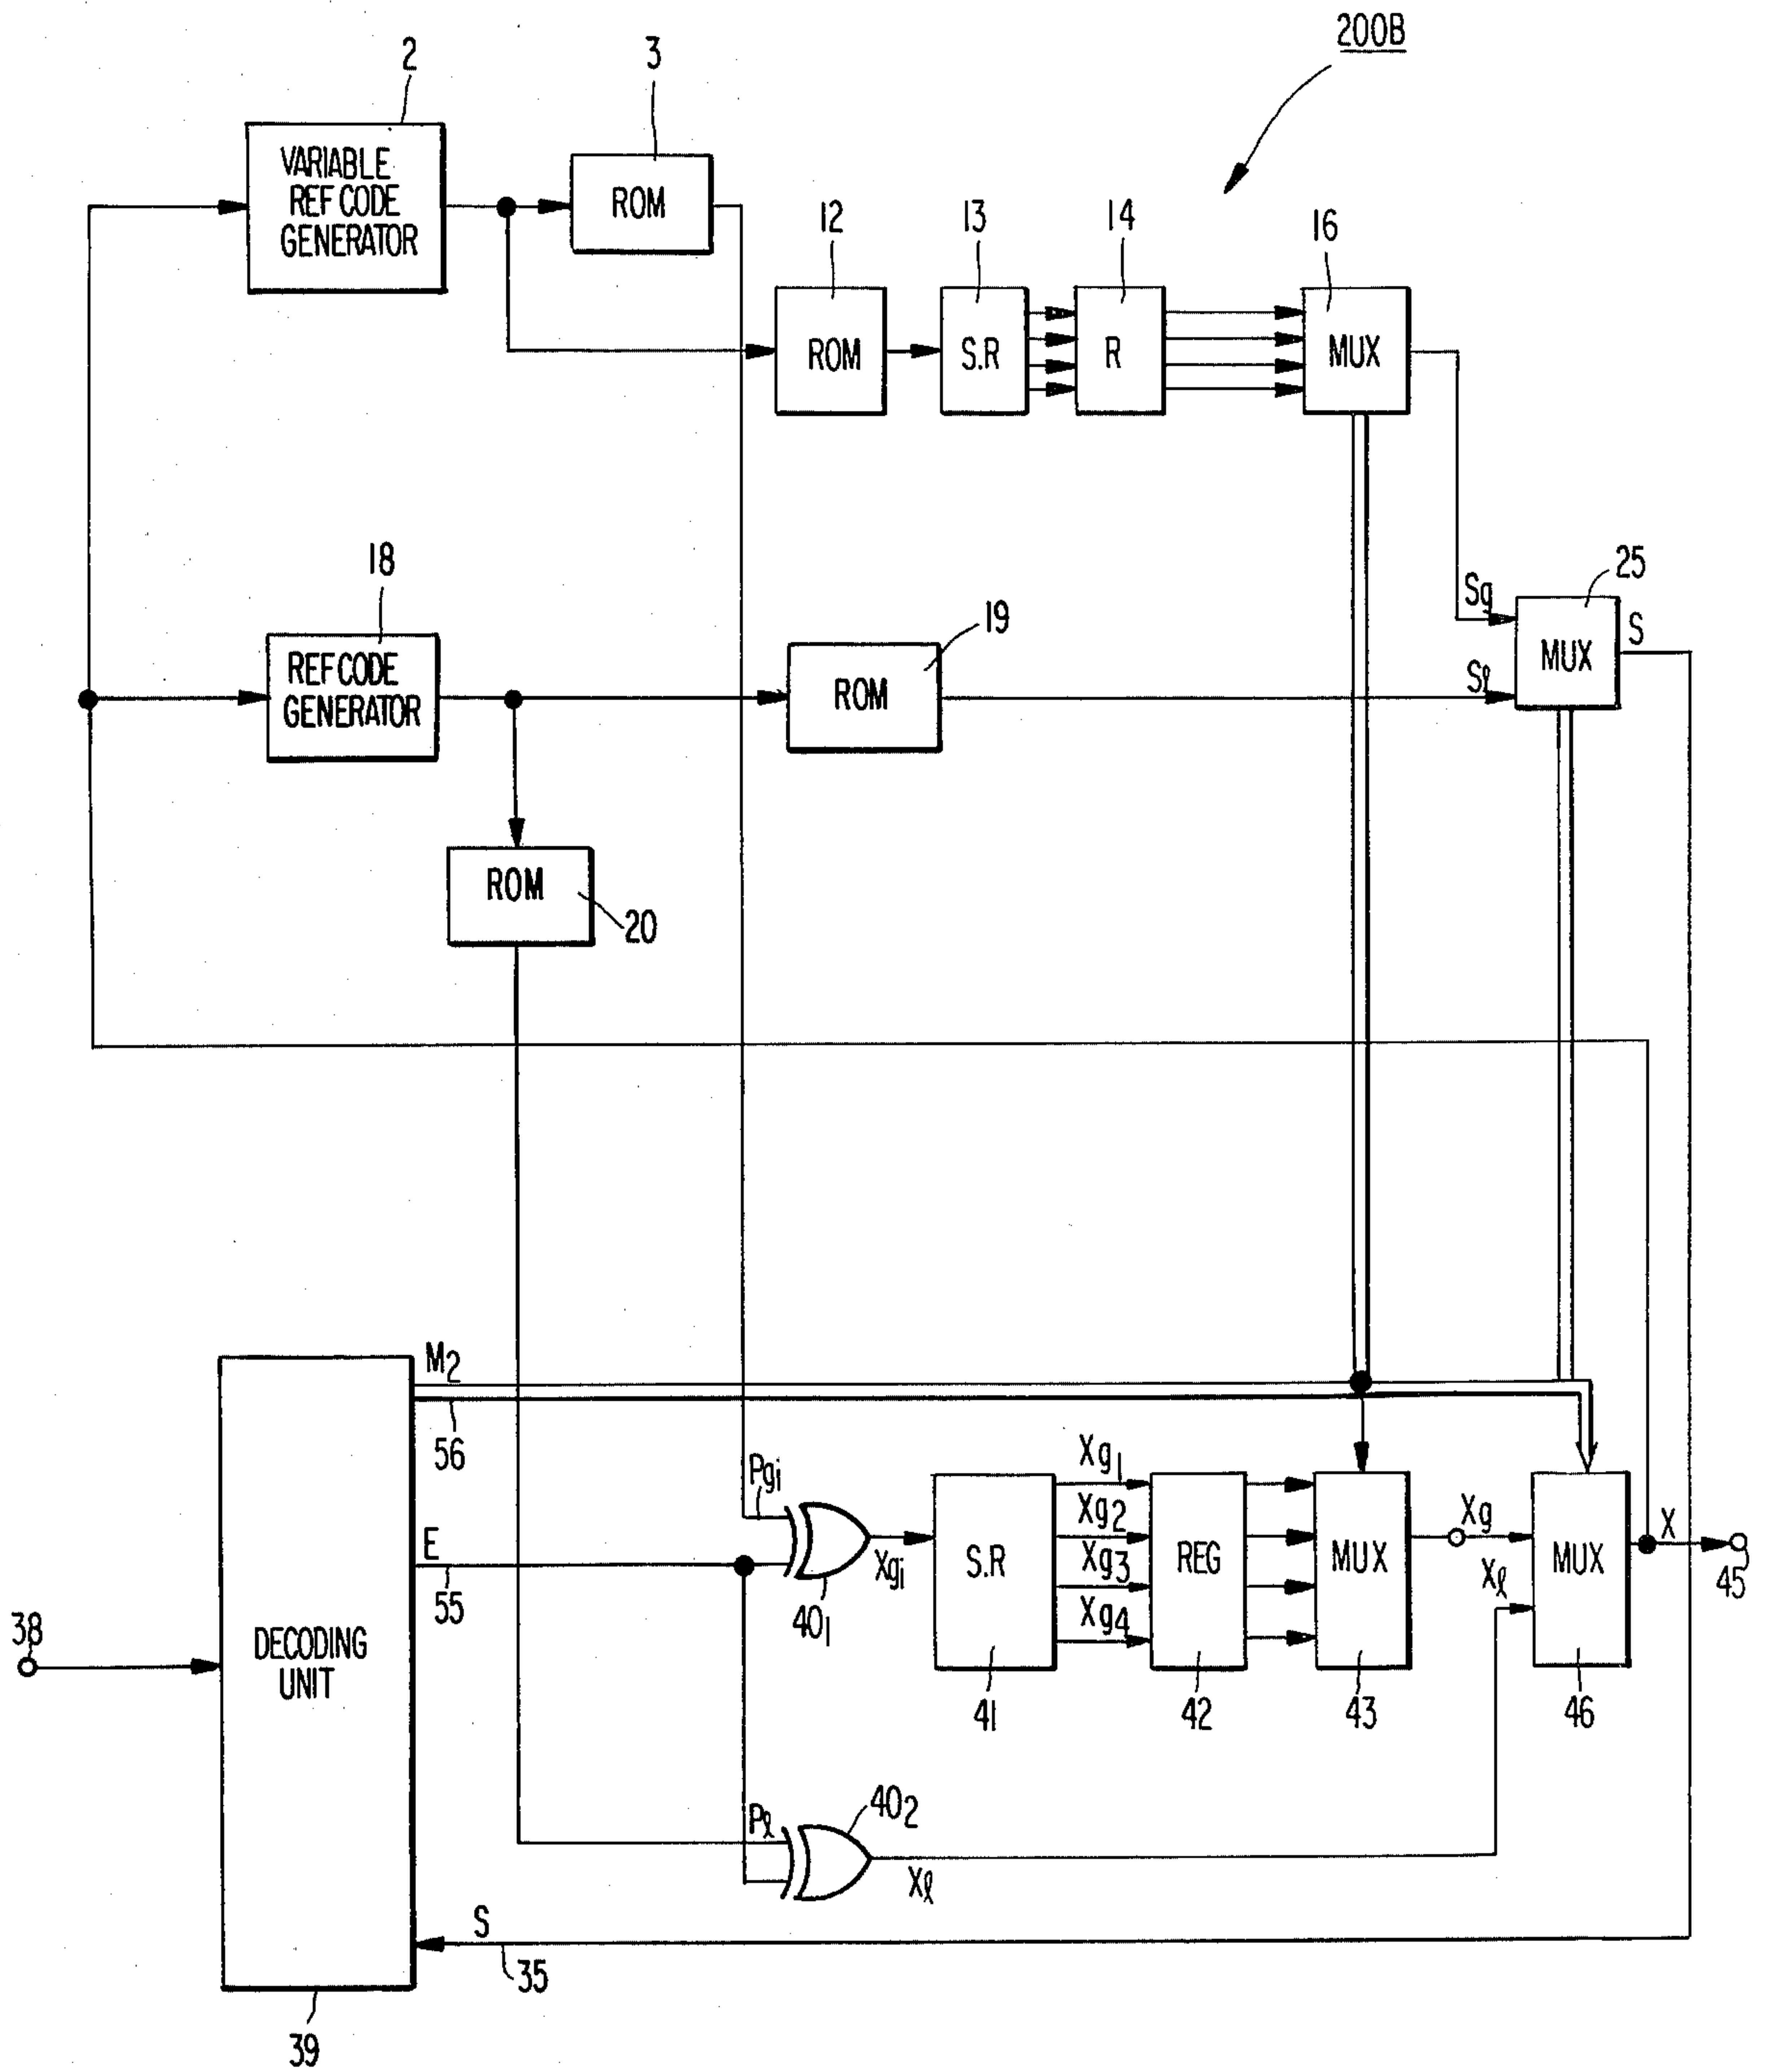 200B
2
3
VARIABLE
REF CODE
GENERATOR
ROM
12
13
14
16
ROM
S.R
R
MUX
18
19
25
Sg
S
REF CODE
GENERATOR
ROM
Sℓ
MUX
ROM
20
M2
56
Pgi
Xg1
Xg2
Xg3
Xg4
E
55
Xgi
401
S.R
REG
MUX
Xg
Xℓ
MUX
X
45
38
DECODING
UNIT
41
42
43
46
Pℓ
402
Xℓ
S
35
39